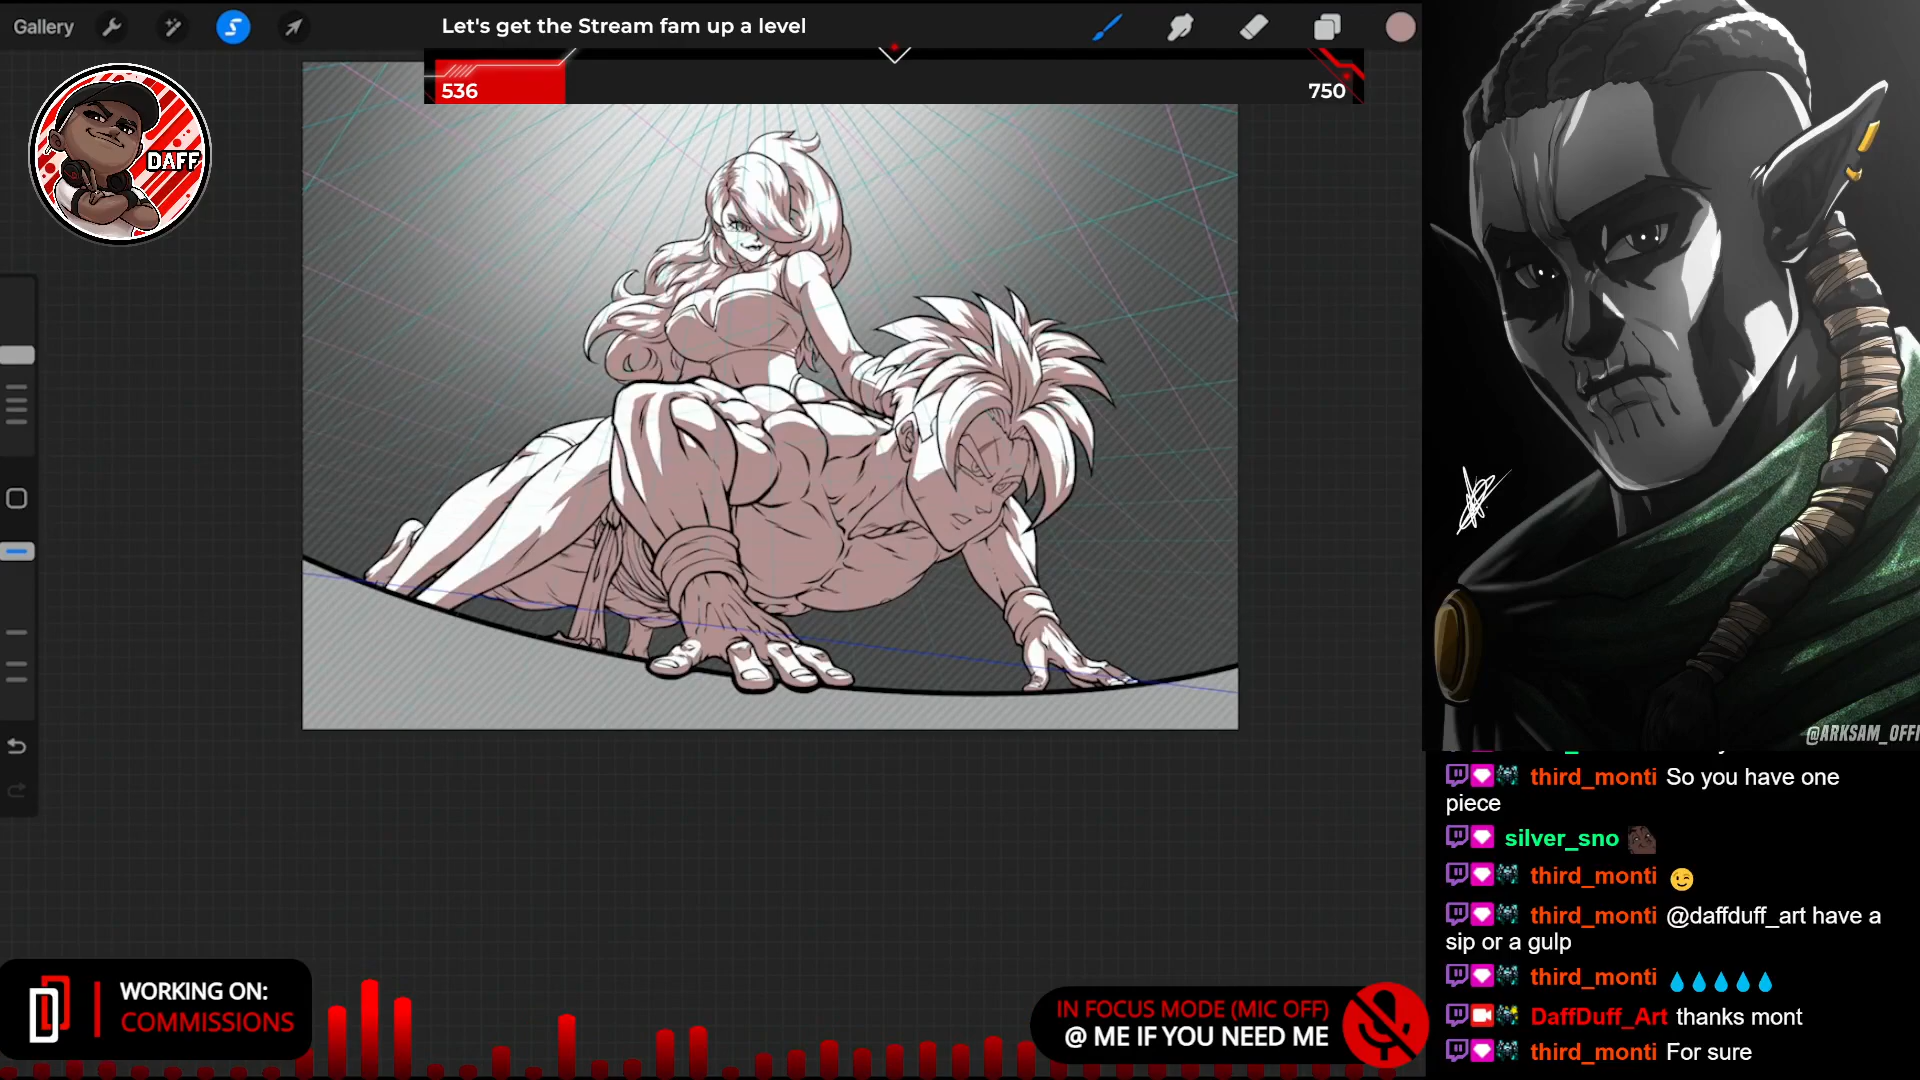 Gallery
Let's get the Stream fam up a level
536
750
DAFF
@ARKSAM_OFFI
third_monti So you have one
piece
silver_sno
third_monti 😉
third_monti @daffduff_art have a
sip or a gulp
third_monti 💧💧💧💧💧
DaffDuff_Art thanks mont
third_monti For sure
WORKING ON:
COMMISSIONS
IN FOCUS MODE (MIC OFF)
@ ME IF YOU NEED ME